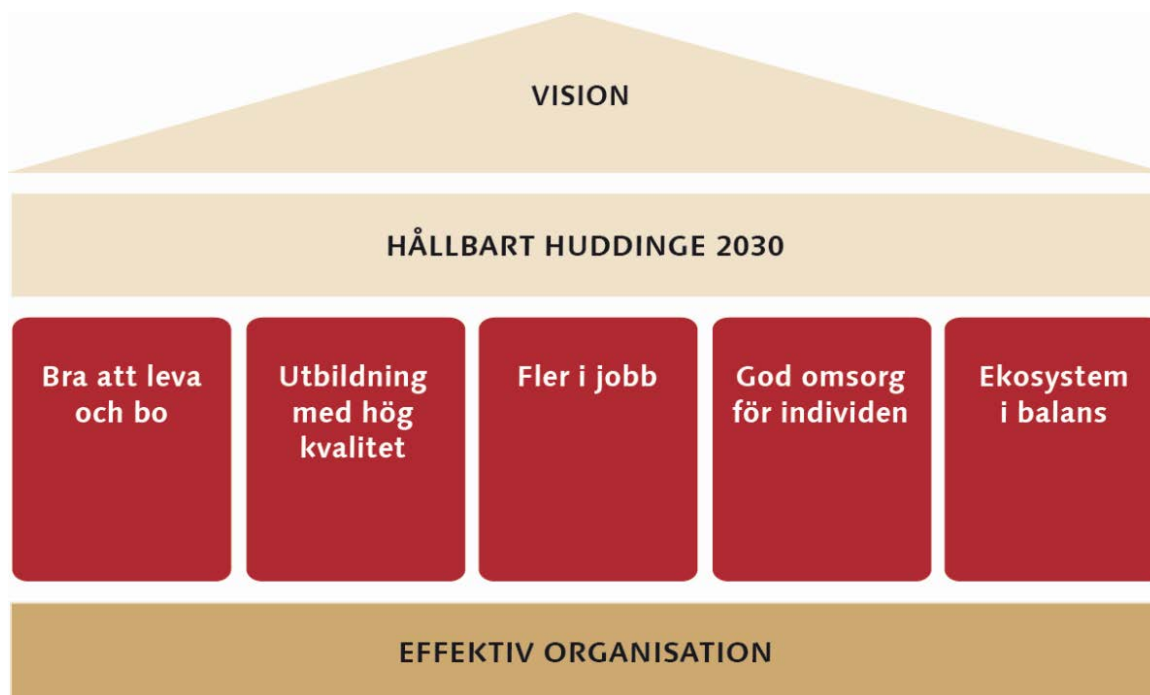 VISION
HÅLLBART HUDDINGE 2030
Bra att leva
och bo
Utbildning
med hög
kvalitet
Fler i jobb
God omsorg
för individen
Ekosystem
i balans
EFFEKTIV ORGANISATION